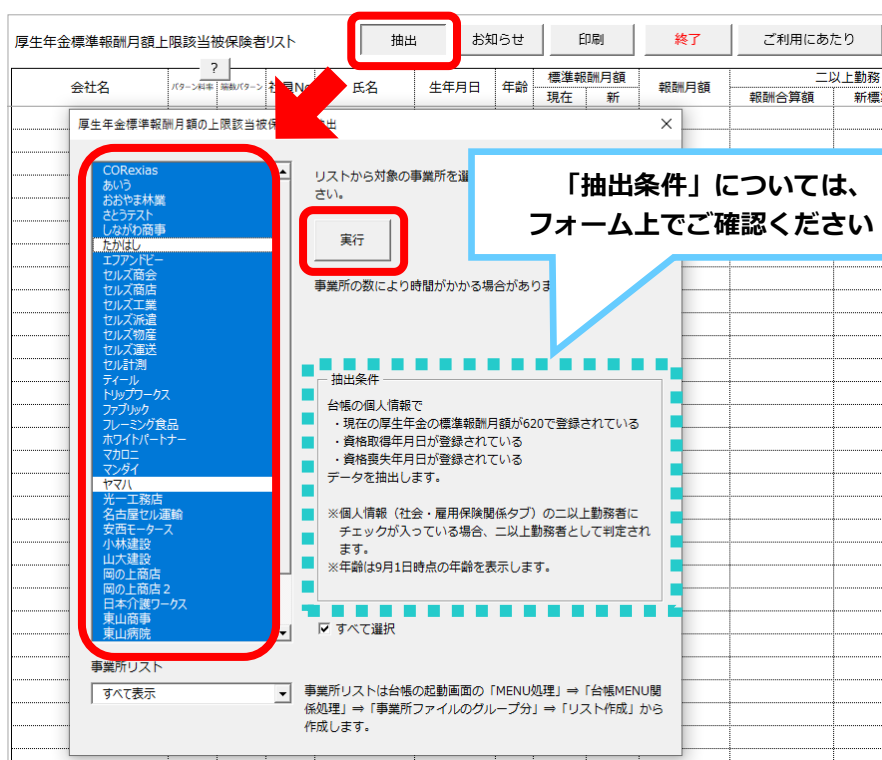 厚生年金標準報酬月額上限該当被保険者リスト
抽出
お知らせ
印刷
終了
ご利用にあたり
?
会社名
パターン料率
端数パターン
氏名
生年月日
年齢
標準報酬月額
現在
新
報酬月額
二以上勤務
報酬合算額
厚生年金標準報酬月額の上限該当被
出
×
CORexias
あいう
おおやま林業
さとうテスト
しながわ商事
たかはし
エフアンドビー
セルズ商会
セルズ商店
セルズ工業
セルズ派遣
セルズ物産
セルズ運送
セル計測
ティール
トリップワークス
ファブリック
フレーミング食品
ホワイトパートナー
マカロニ
マンダイ
ヤマハ
光一工務店
名古屋セル運輸
安西モータース
小林建設
山大建設
岡の上商店
岡の上商店2
日本介護ワークス
東山商事
東山病院
リストから対象の事業所を選
さい。
「抽出条件」については、
フォーム上でご確認ください
実行
事業所の数により時間がかかる場合があり
抽出条件
台帳の個人情報で
・現在の厚生年金の標準報酬月額が620で登録されている
・資格取得年月日が登録されている
・資格喪失年月日が登録されている
データを抽出します。
※個人情報（社会・雇用保険関係タブ）の二以上勤務者に
チェックが入っている場合、二以上勤務者として判定され
ます。
※年齢は9月1日時点の年齢を表示します。
すべて選択
事業所リスト
すべて表示
事業所リストは台帳の起動画面の「MENU処理」⇒「台帳MENU関
係処理」⇒「事業所ファイルのグループ分」⇒「リスト作成」から
作成します。